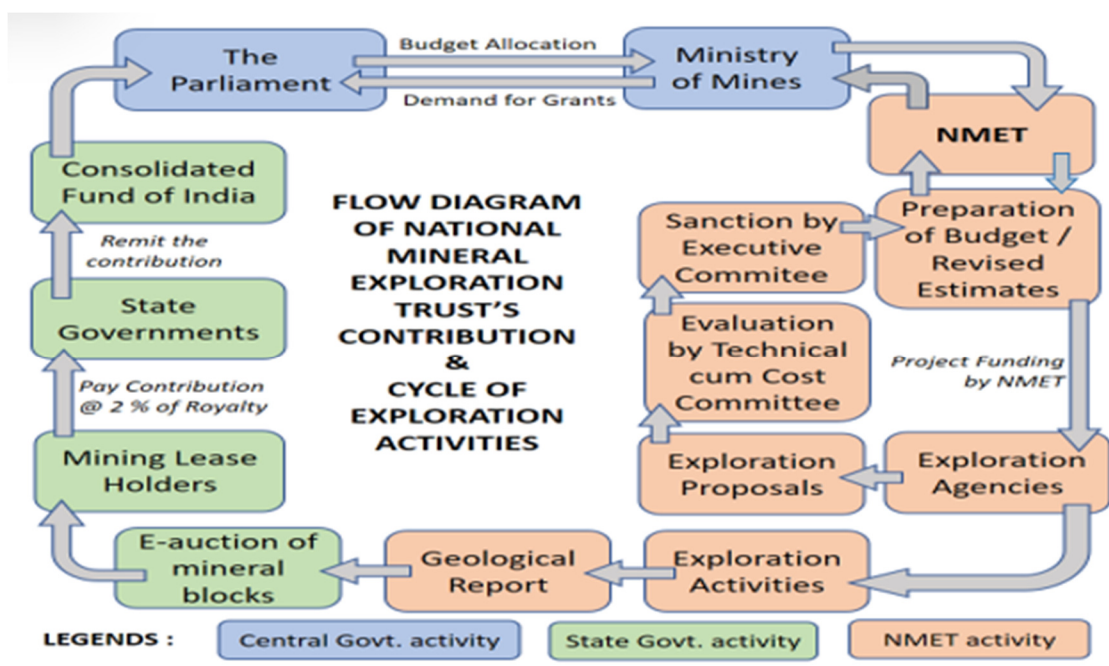 The
Parliament
Budget Allocation
Demand for Grants
Ministry
of Mines
NMET
Consolidated
Fund of India
Remit the
contribution
State
Governments
Pay Contribution
@ 2 % of Royalty
Mining Lease
Holders
E-auction of
mineral
blocks
FLOW DIAGRAM
OF NATIONAL
MINERAL
EXPLORATION
TRUST'S
CONTRIBUTION
&
CYCLE OF
EXPLORATION
ACTIVITIES
Sanction by
Executive
Commitee
Preparation
of Budget /
Revised
Estimates
Evaluation
by Technical
cum Cost
Committee
Project Funding
by NMET
Exploration
Proposals
Exploration
Agencies
Geological
Report
Exploration
Activities
LEGENDS :
Central Govt. activity
State Govt. activity
NMET activity